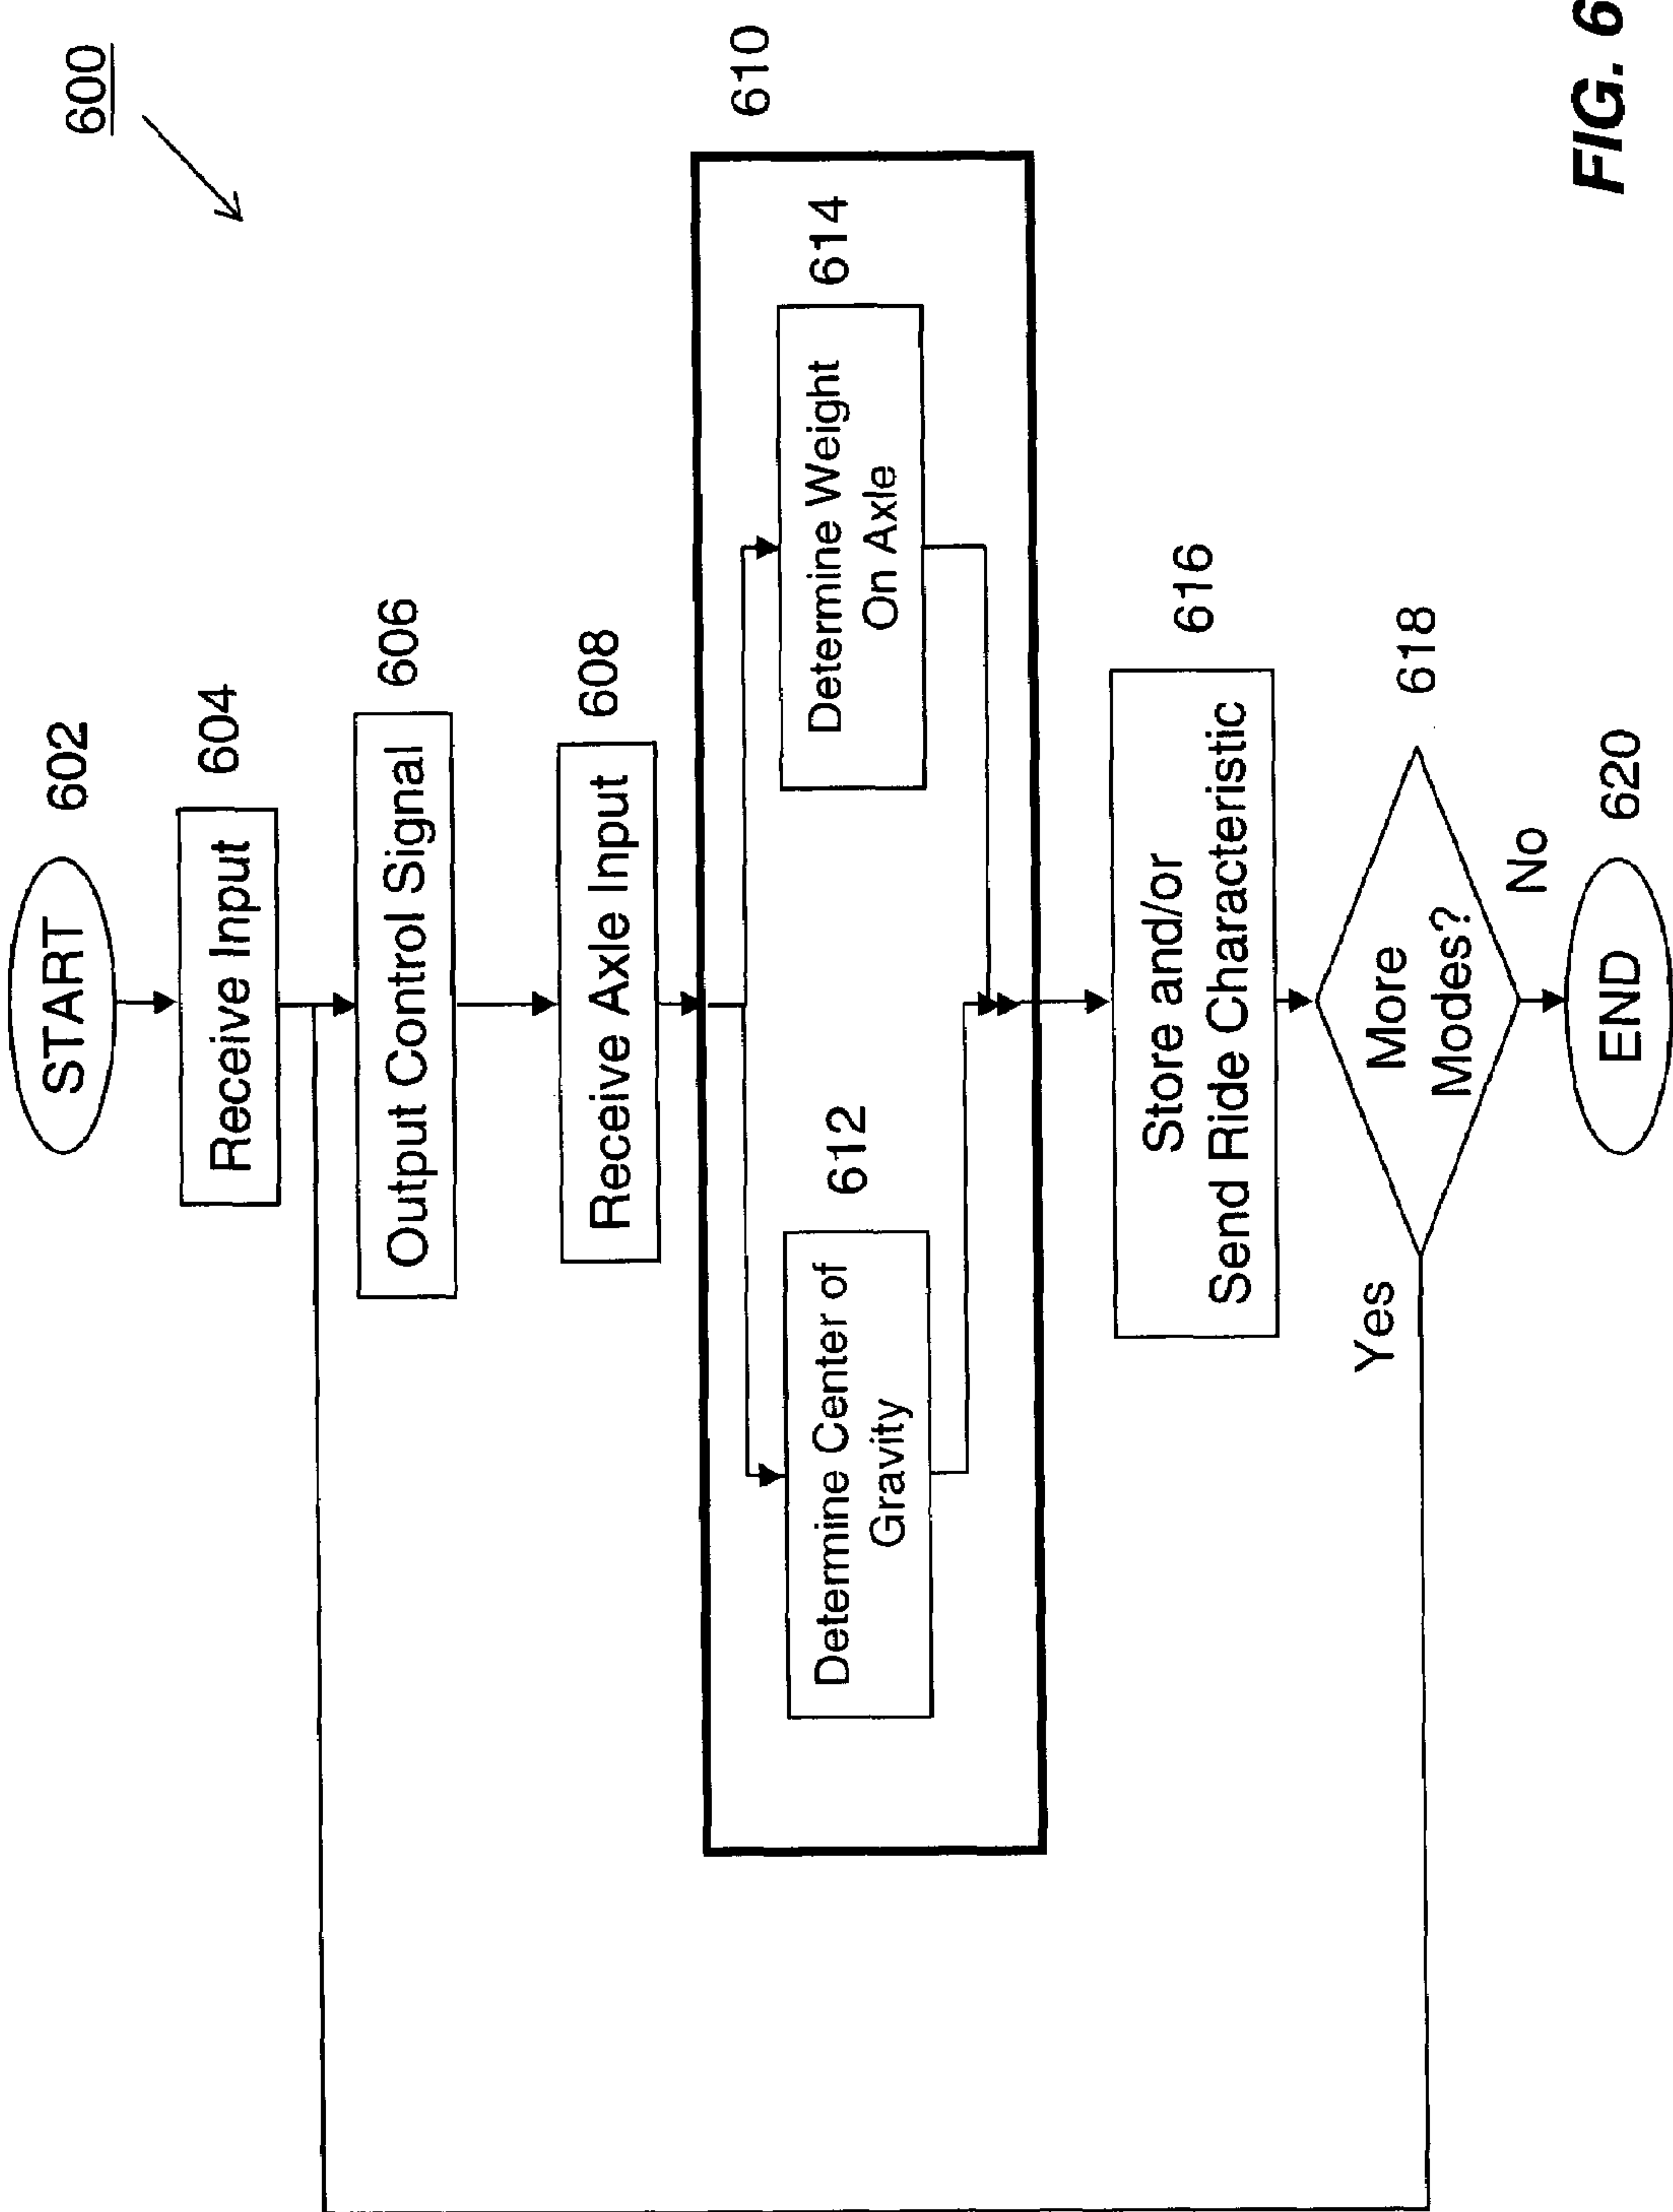 600
START
602
Receive Input
604
Output Control Signal
606
Receive Axle Input
608
610
Determine Center of
Gravity
612
Determine Weight
On Axle
614
Store and/or
Send Ride Characteristic
616
More
Modes?
618
Yes
No
END
620
FIG. 6